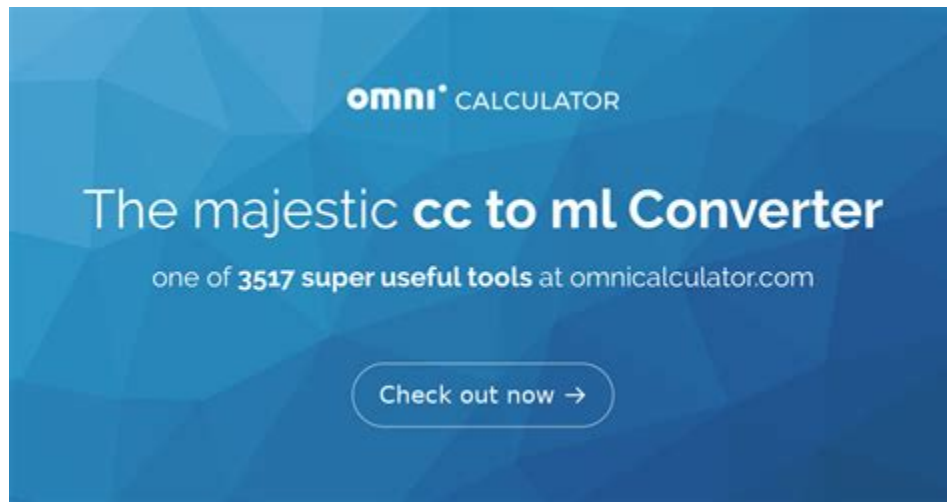 omni CALCULATOR
The majestic cc to ml Converter
one of 3517 super useful tools at omnicalculator.com
Check out now →